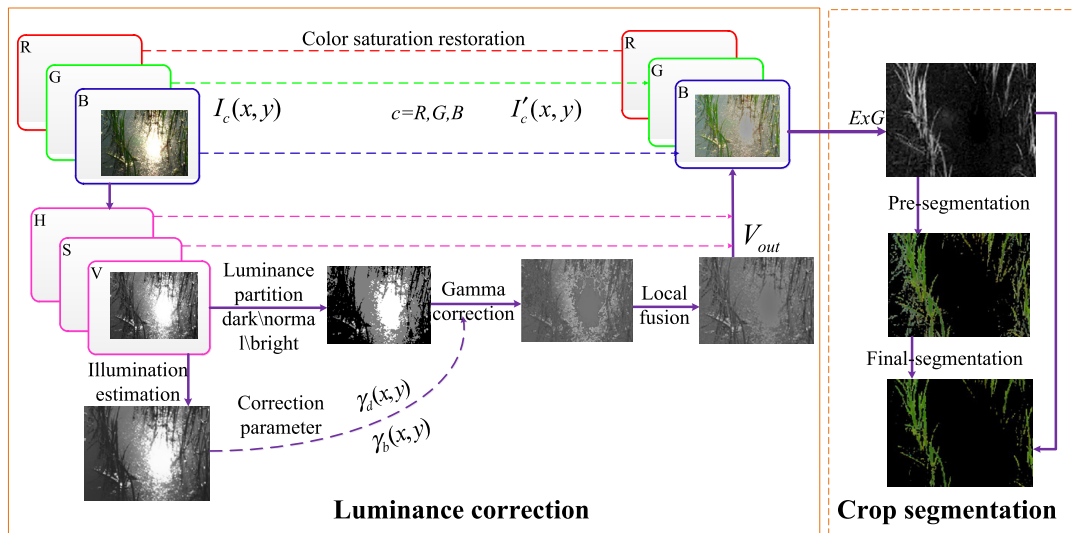 R
Color saturation restoration
R
G
G
B
I_c(x, y)
c=R,G,B
I'_c(x, y)
B
ExG
H
Pre-segmentation
S
V_out
V
Luminance
partition
dark\norma
l\bright
Gamma
correction
Local
fusion
Illumination
estimation
Final-segmentation
Correction
parameter
γ_d(x, y)
γ_b(x, y)
Luminance correction
Crop segmentation